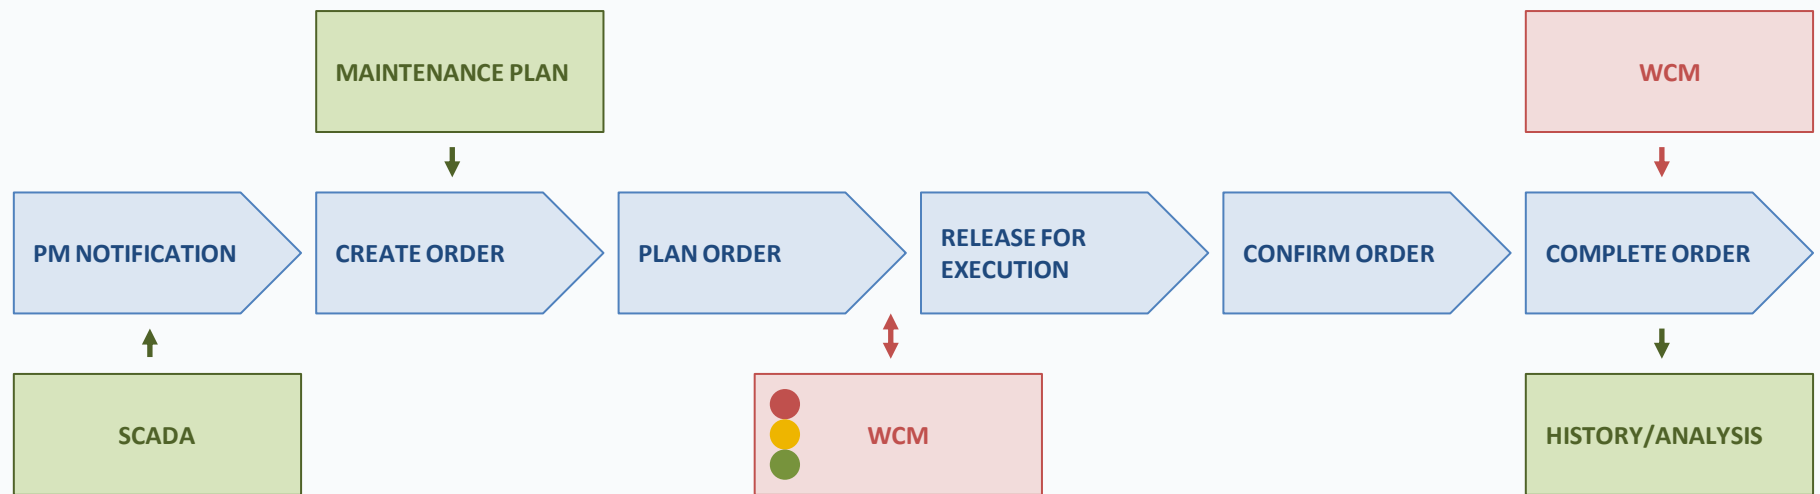 MAINTENANCE PLAN
WCM
PM NOTIFICATION
CREATE ORDER
PLAN ORDER
RELEASE FOR
EXECUTION
CONFIRM ORDER
COMPLETE ORDER
SCADA
WCM
HISTORY/ANALYSIS